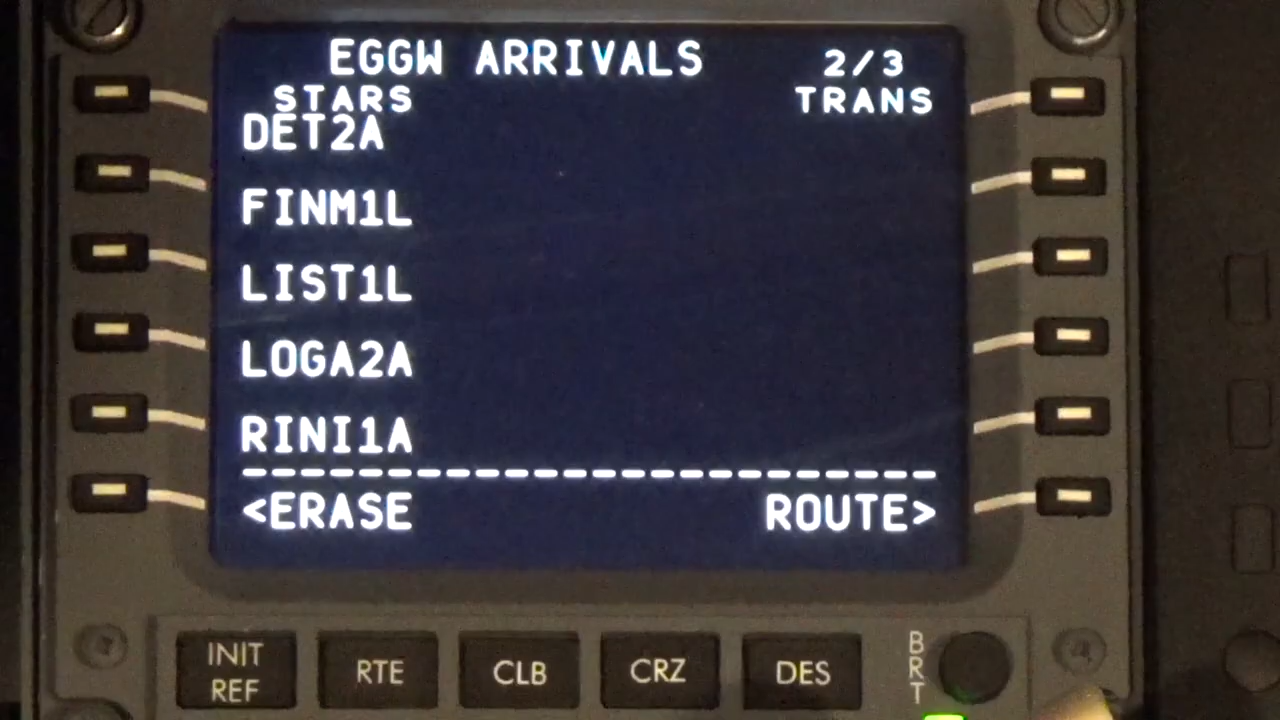 EGGW ARRIVALS 2/3
STARS TRANS
DET2A
FINM1L
LIST1L
LOGA2A
RINI1A
------------------------
<ERASE ROUTE>
INIT REF RTE CLB CRZ DES BRT